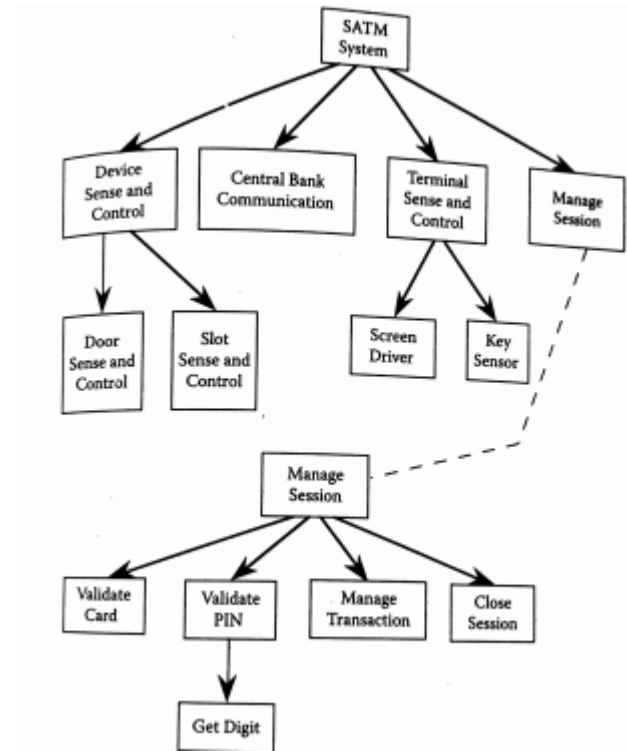 SATM
System
Device
Sense and
Control
Central Bank
Communication
Terminal
Sense and
Control
Manage
Session
Door
Sense and
Control
Slot
Sense and
Control
Screen
Driver
Key
Sensor
Manage
Session
Validate
Card
Validate
PIN
Manage
Transaction
Close
Session
Get Digit